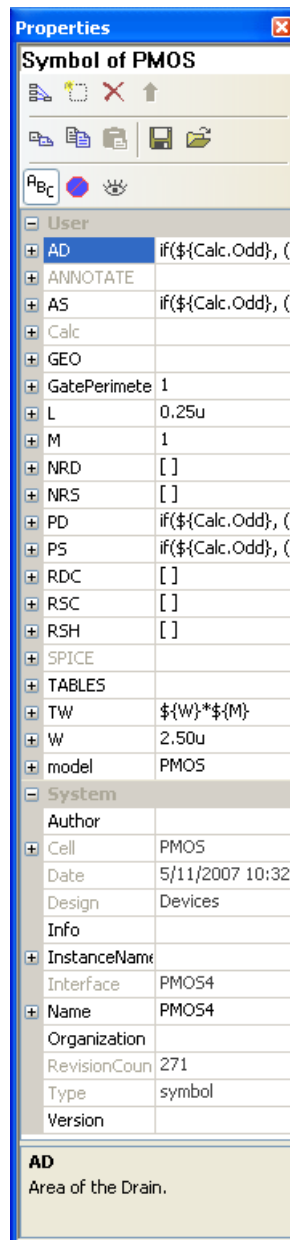 Properties
Symbol of PMOS
ABC
User
AD if(${Calc.Odd}, (
ANNOTATE
AS if(${Calc.Odd}, (
Calc
GEO
GatePerimete 1
L 0.25u
M 1
NRD [ ]
NRS [ ]
PD if(${Calc.Odd}, (
PS if(${Calc.Odd}, (
RDC [ ]
RSC [ ]
RSH [ ]
SPICE
TABLES
TW ${W}*${M}
W 2.50u
model PMOS
System
Author
Cell PMOS
Date 5/11/2007 10:32
Design Devices
Info
InstanceName
Interface PMOS4
Name PMOS4
Organization
RevisionCoun 271
Type symbol
Version
AD
Area of the Drain.